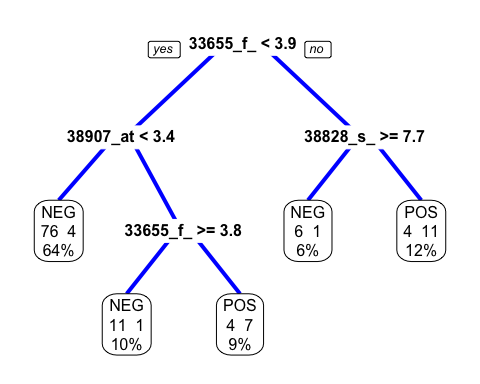 yes 33655_f_ < 3.9 no
38907_at < 3.4
38828_s_ >= 7.7
NEG
76 4
64%
33655_f_ >= 3.8
NEG
6 1
6%
POS
4 11
12%
NEG
11 1
10%
POS
4 7
9%